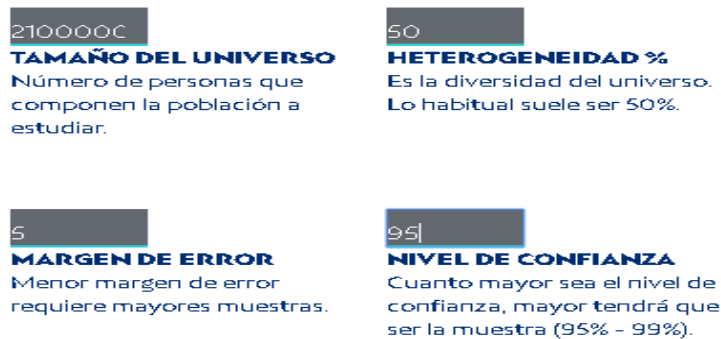 2100000
50
TAMAÑO DEL UNIVERSO
HETEROGENEIDAD %
Número de personas que
componen la población a
estudiar.
Es la diversidad del universo.
Lo habitual suele ser 50%.
5
95
MARGEN DE ERROR
NIVEL DE CONFIANZA
Menor margen de error
requiere mayores muestras.
Cuanto mayor sea el nivel de
confianza, mayor tendrá que
ser la muestra (95% - 99%).